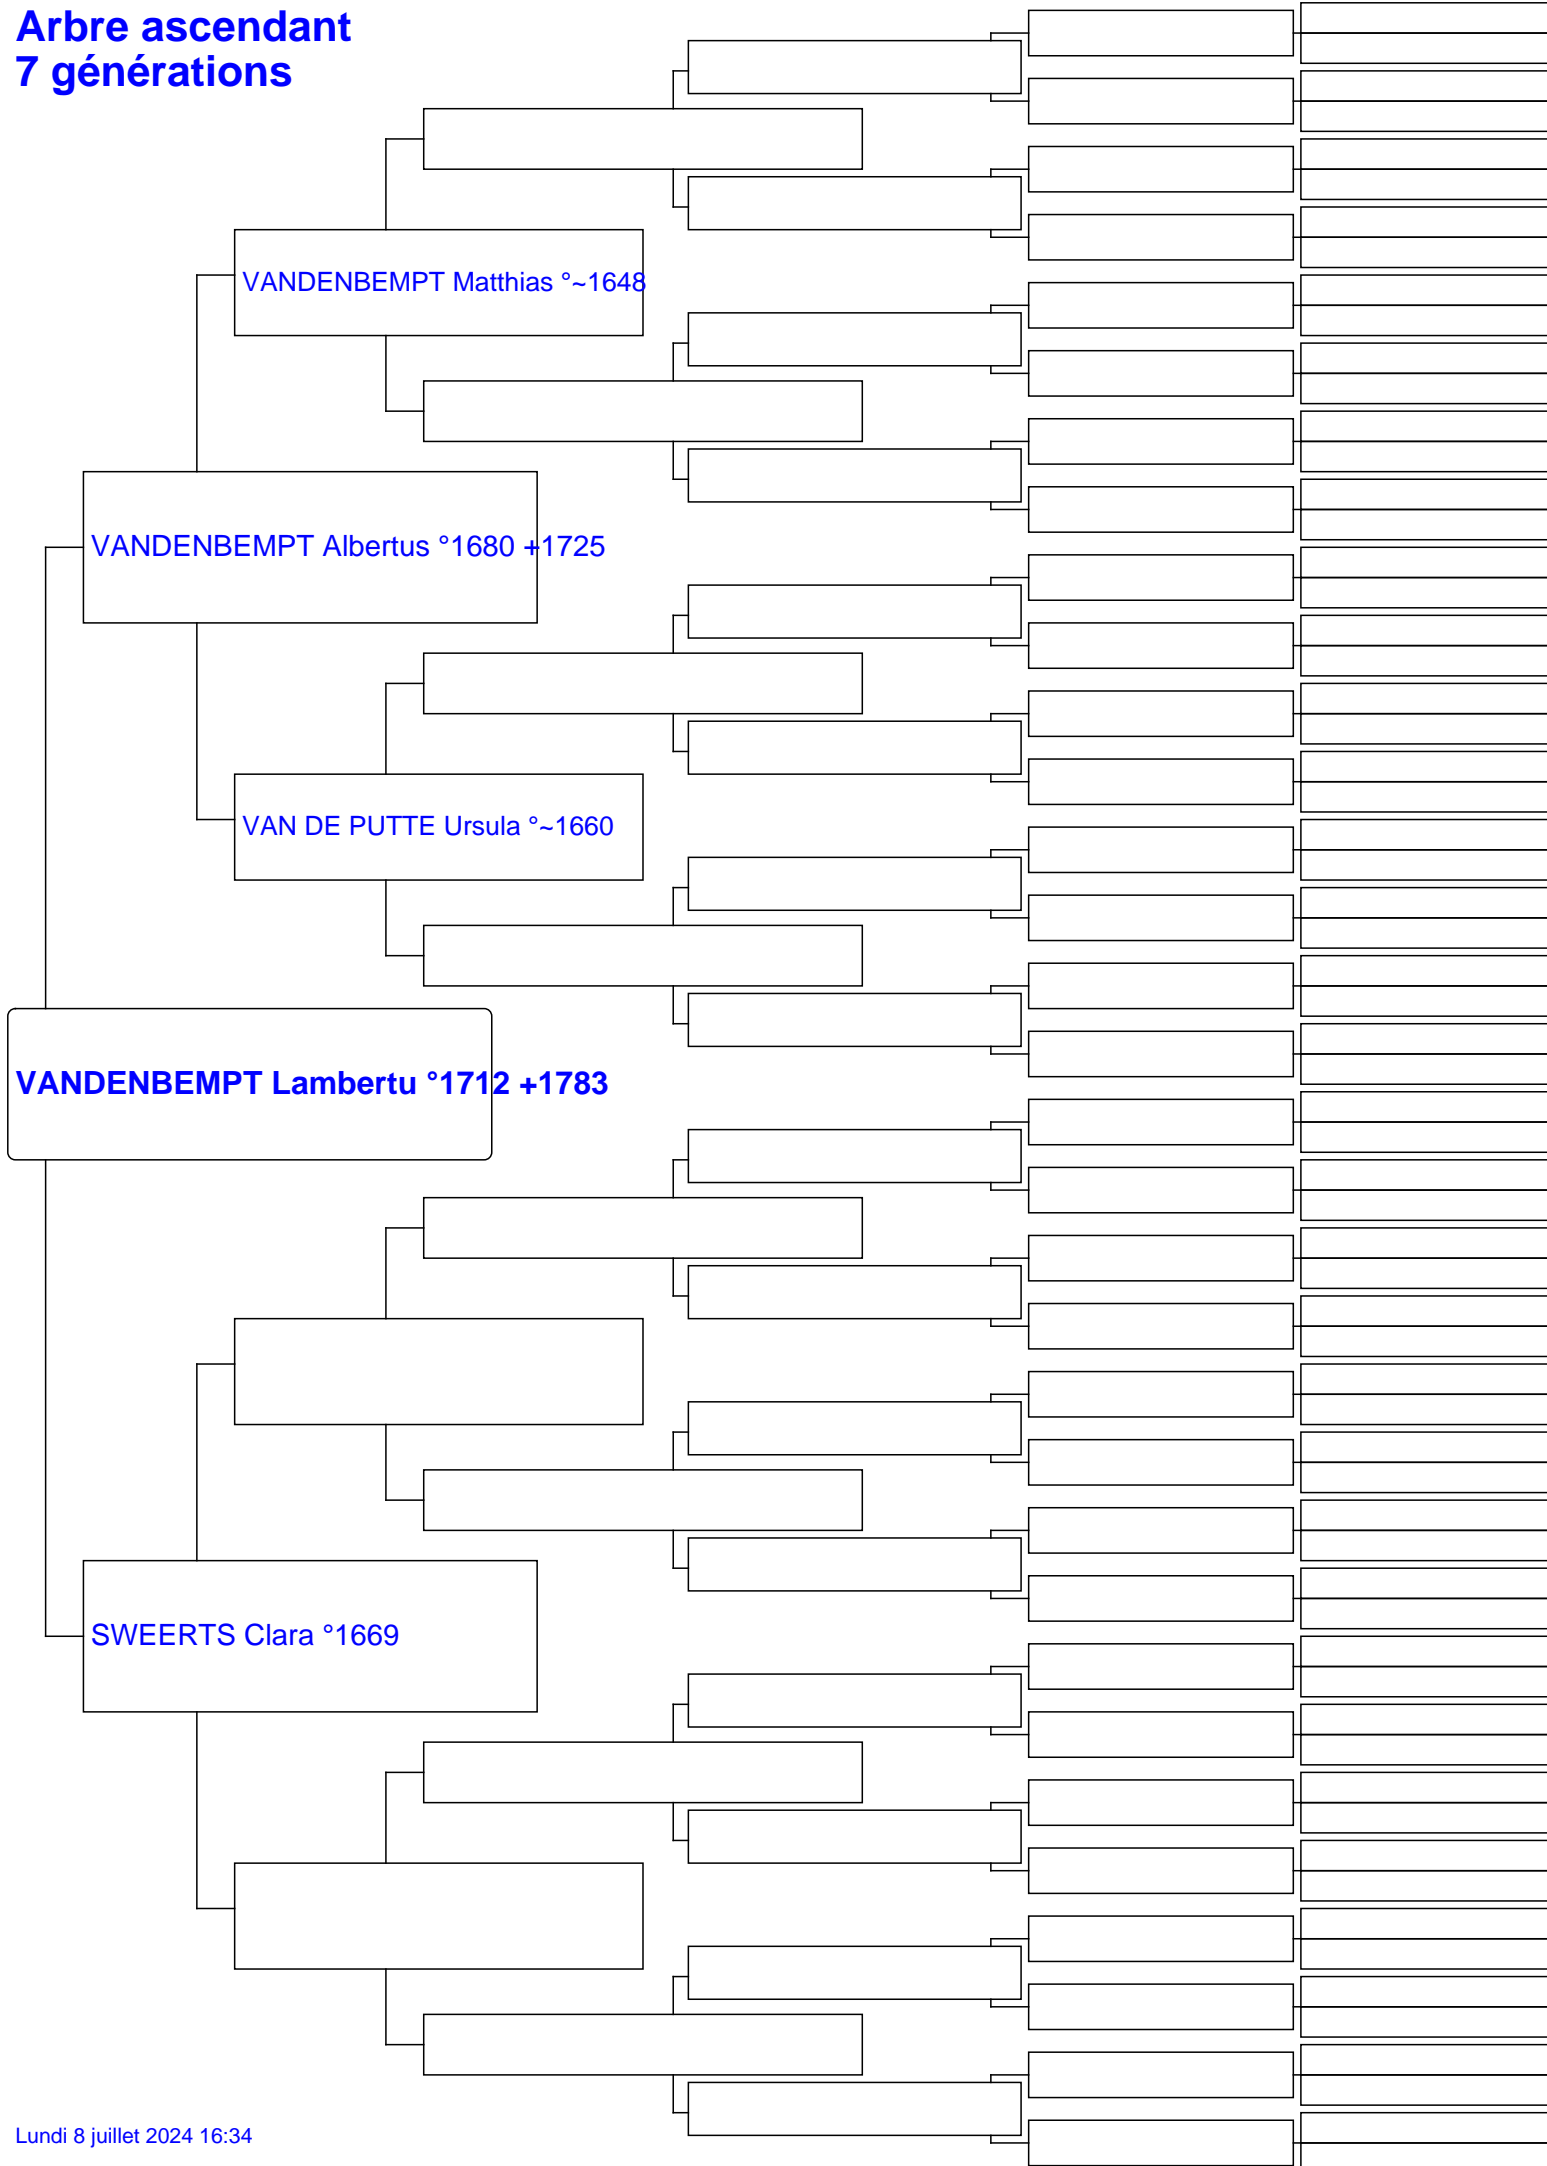 Arbre ascendant
7 générations
VANDENBEMPT Matthias °~1648
VANDENBEMPT Albertus °1680 +1725
VAN DE PUTTE Ursula °~1660
VANDENBEMPT Lambertu °1712 +1783
SWEERTS Clara °1669
Lundi 8 juillet 2024 16:34